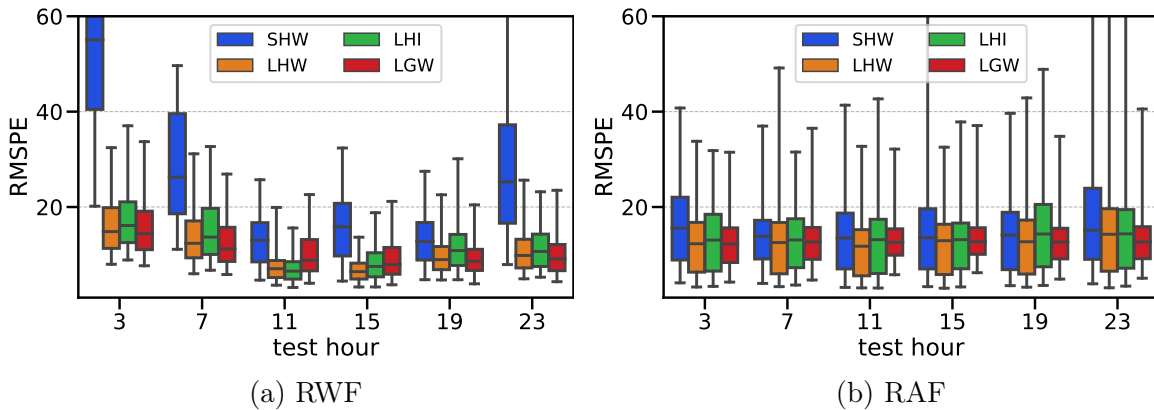 60
40
20
RMSPE
SHW
LHW
LHI
LGW
3 7 11 15 19 23
test hour
(a) RWF
60
40
20
RMSPE
SHW
LHW
LHI
LGW
3 7 11 15 19 23
test hour
(b) RAF